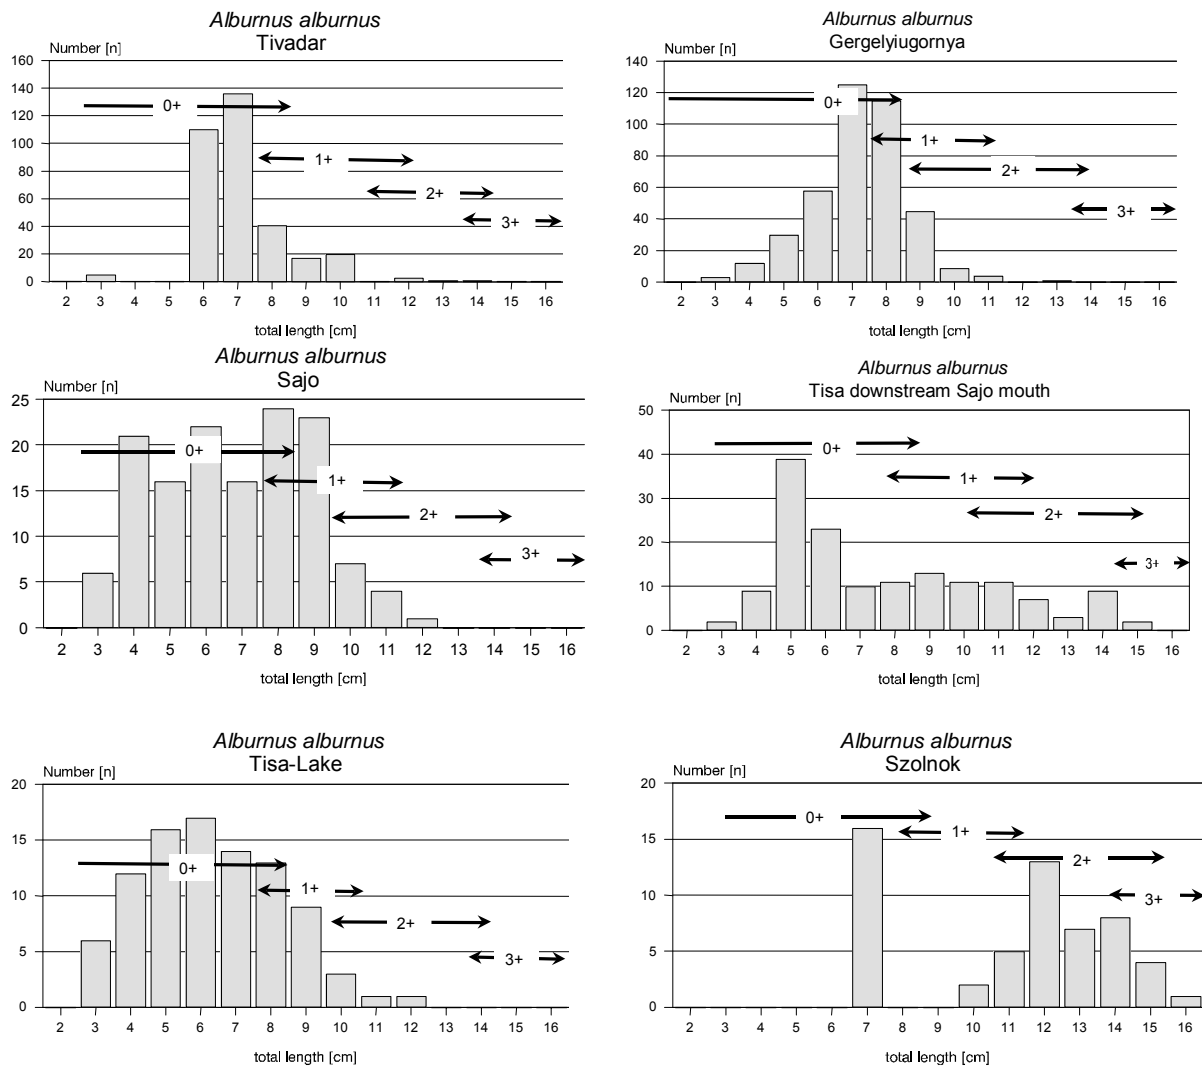 Alburnus alburnus
Tivadar
Number [n]
160
140
120
100
80
60
40
20
0
0+
1+
2+
3+
2 3 4 5 6 7 8 9 10 11 12 13 14 15 16
total length [cm]
Alburnus alburnus
Gergelyiugornya
Number [n]
140
120
100
80
60
40
20
0
0+
1+
2+
3+
2 3 4 5 6 7 8 9 10 11 12 13 14 15 16
total length [cm]
Alburnus alburnus
Sajo
Number [n]
25
20
15
10
5
0
0+
1+
2+
3+
2 3 4 5 6 7 8 9 10 11 12 13 14 15 16
total length [cm]
Alburnus alburnus
Tisa downstream Sajo mouth
Number [n]
50
40
30
20
10
0
0+
1+
2+
3+
2 3 4 5 6 7 8 9 10 11 12 13 14 15 16
total length [cm]
Alburnus alburnus
Tisa-Lake
Number [n]
20
15
10
5
0
0+
1+
2+
3+
2 3 4 5 6 7 8 9 10 11 12 13 14 15 16
total length [cm]
Alburnus alburnus
Szolnok
Number [n]
20
15
10
5
0
0+
1+
2+
3+
2 3 4 5 6 7 8 9 10 11 12 13 14 15 16
total length [cm]